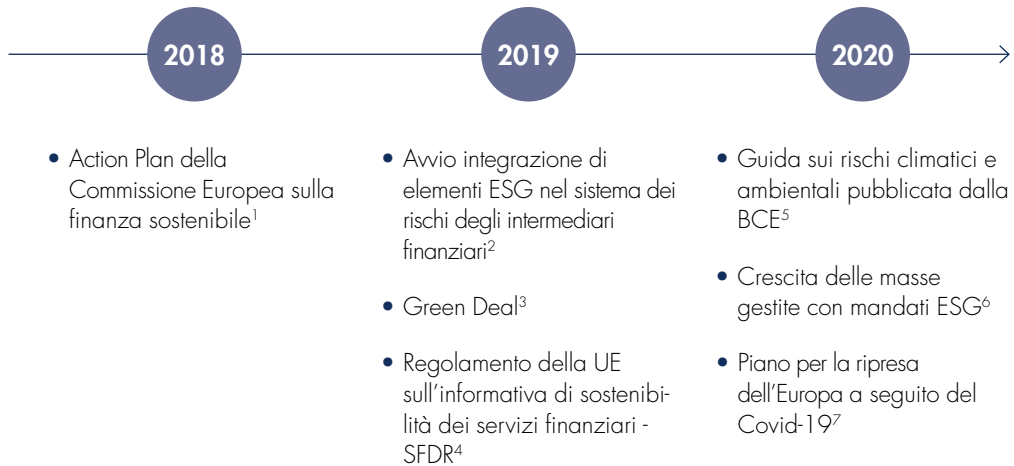 2018
2019
2020
• Action Plan della
Commissione Europea sulla
finanza sostenibile¹
• Avvio integrazione di
elementi ESG nel sistema dei
rischi degli intermediari
finanziari²
• Green Deal³
• Regolamento della UE
sull'informativa di sostenibi-
lità dei servizi finanziari -
SFDR⁴
• Guida sui rischi climatici e
ambientali pubblicata dalla
BCE⁵
• Crescita delle masse
gestite con mandati ESG⁶
• Piano per la ripresa
dell'Europa a seguito del
Covid-19⁷